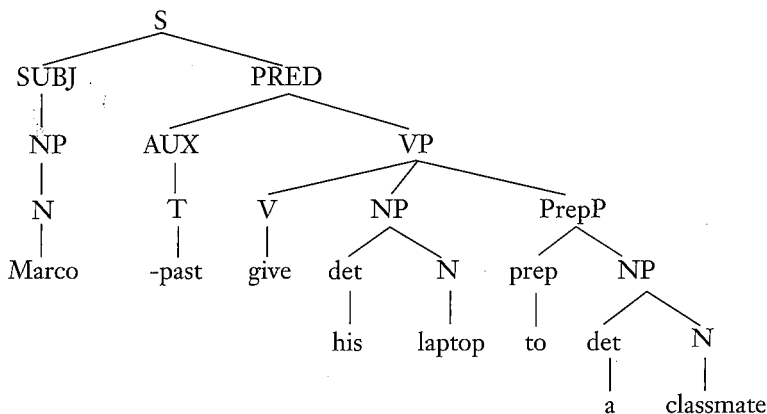 S
SUBJ PRED
NP AUX VP
N T V NP PrepP
Marco -past give det N prep NP
his laptop to det N
a classmate